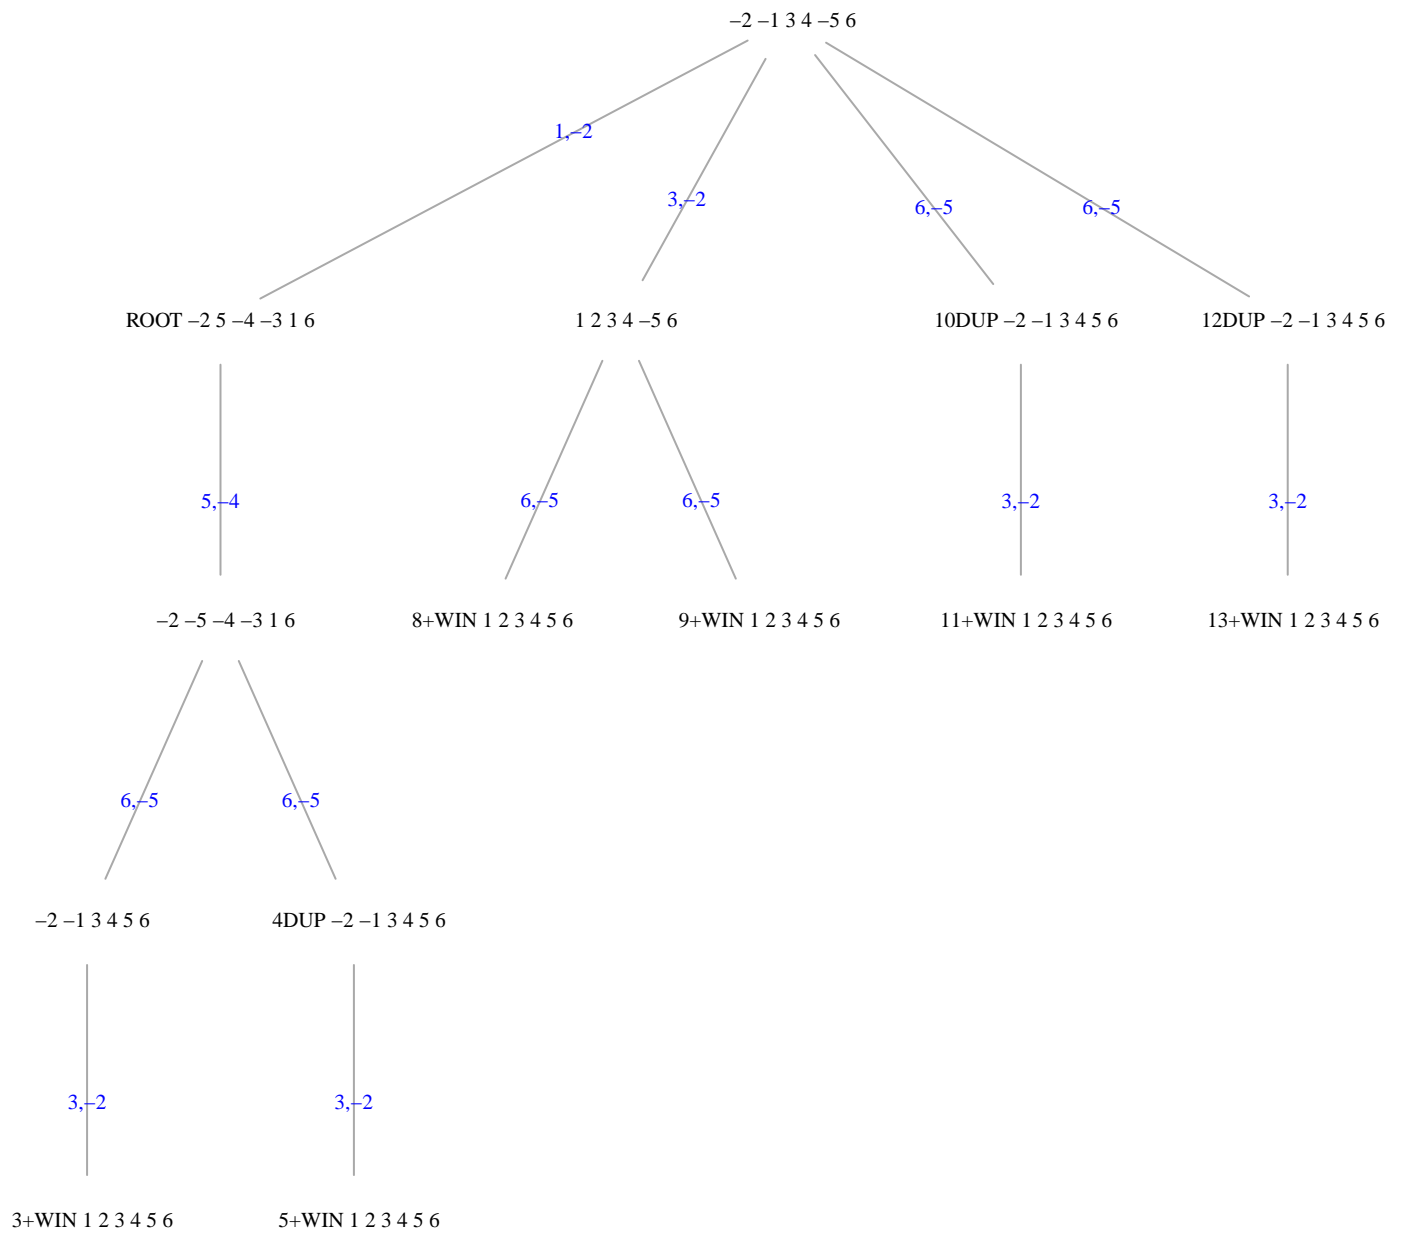 –2 –1 3 4 –5 6
1,–2
3,–2
6,–5
6,–5
ROOT –2 5 –4 –3 1 6
1 2 3 4 –5 6
10DUP –2 –1 3 4 5 6
12DUP –2 –1 3 4 5 6
5,–4
6,–5
6,–5
3,–2
3,–2
–2 –5 –4 –3 1 6
8+WIN 1 2 3 4 5 6
9+WIN 1 2 3 4 5 6
11+WIN 1 2 3 4 5 6
13+WIN 1 2 3 4 5 6
6,–5
6,–5
–2 –1 3 4 5 6
4DUP –2 –1 3 4 5 6
3,–2
3,–2
3+WIN 1 2 3 4 5 6
5+WIN 1 2 3 4 5 6